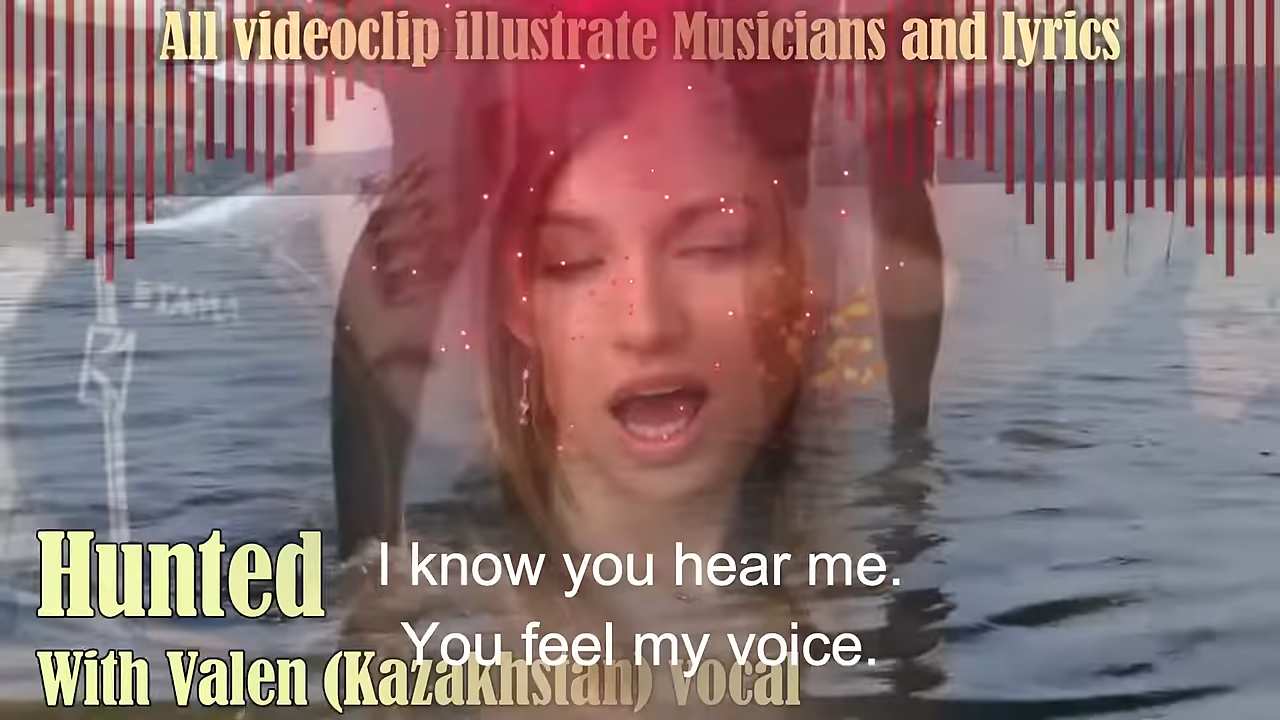 All videoclip illustrate Musicians and lyrics
Hunted
I know you hear me.
You feel my voice.
With Valen (Kazakhstan) vocal